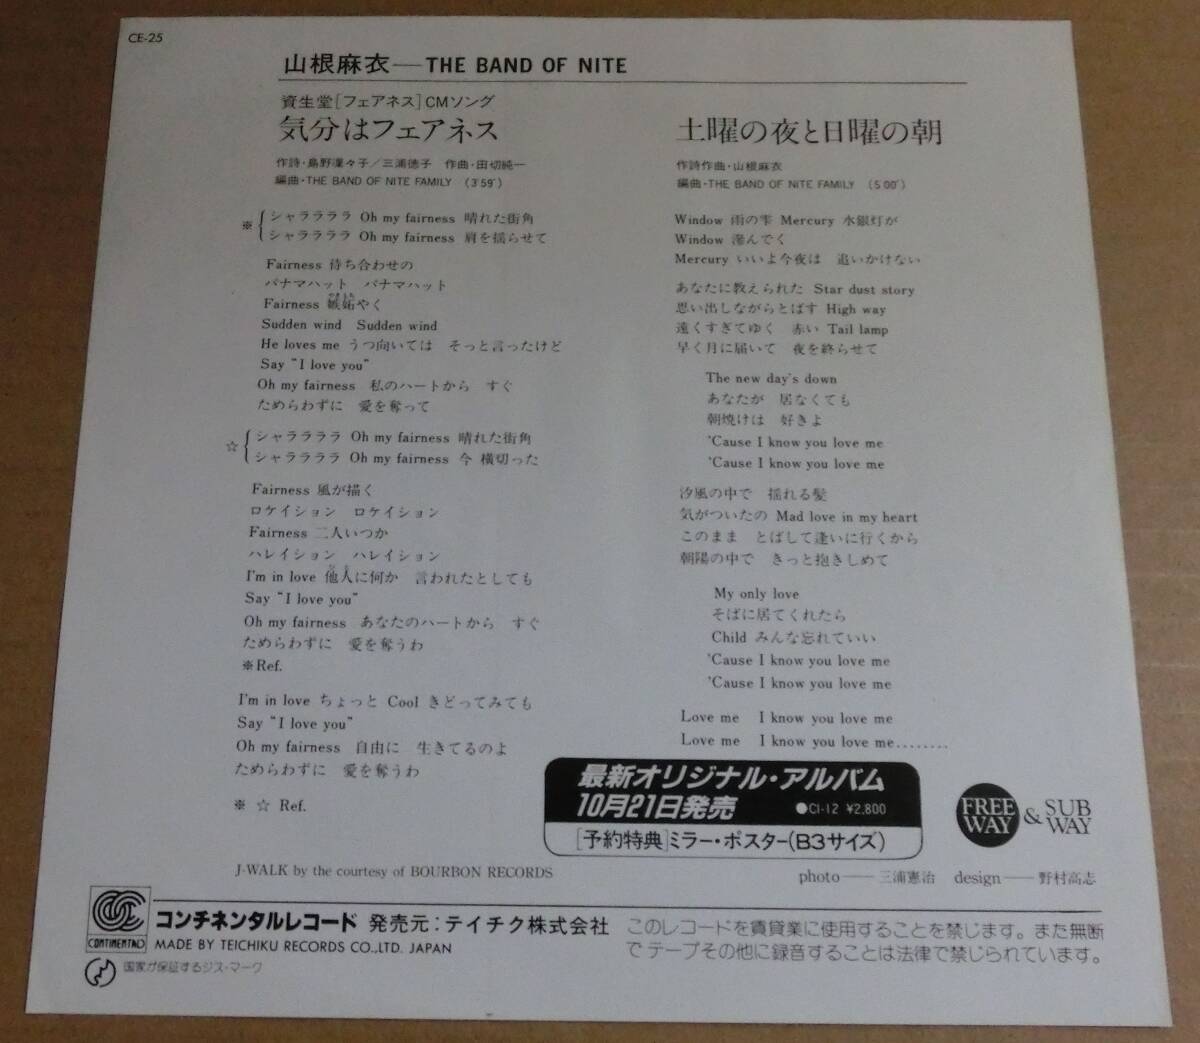 CE-25
山根麻衣—THE BAND OF NITE
資生堂[フェアネス]CMソング
気分はフェアネス
作詩・島野滝々子/三浦徳子 作曲・田切純一
編曲・THE BAND OF NITE FAMILY (3'59")
※ シャララララ Oh my fairness 晴れた街角
シャララララ Oh my fairness 肩を揺らせて
Fairness 待ち合わせの
パナマハット パナマハット
Fairness 嫉妬やく
Sudden wind Sudden wind
He loves me うつ向いては そっと言ったけど
Say “I love you”
Oh my fairness 私のハートから すぐ
ためらわずに 愛を奪って
☆ シャララララ Oh my fairness 晴れた街角
シャララララ Oh my fairness 今 横切った
Fairness 風が描く
ロケイション ロケイション
Fairness 二人いつか
ハレイション ハレイション
I'm in love 他人に何か 言われたとしても
Say “I love you”
Oh my fairness あなたのハートから すぐ
ためらわずに 愛を奪うわ
※Ref.
I'm in love ちょっと Cool きどってみても
Say “I love you”
Oh my fairness 自由に 生きてるのよ
ためらわずに 愛を奪うわ
※ ☆ Ref.
J-WALK by the courtesy of BOURBON RECORDS
土曜の夜と日曜の朝
作詩作曲・山根麻衣
編曲・THE BAND OF NITE FAMILY (5'00")
Window 雨の雫 Mercury 水銀灯が
Window 滲んでく
Mercury いいよ今夜は 追いかけない
あなたに教えられた Star dust story
思い出しながらとばす High way
遠くすぎてゆく 赤い Tail lamp
早く月に届いて 夜を終らせて
The new day's down
あなたが 居なくても
朝焼けは 好きよ
'Cause I know you love me
'Cause I know you love me
汐風の中で 揺れる髪
気がついたの Mad love in my heart
このまま とばして逢いに行くから
朝陽の中で きっと抱きしめて
My only love
そばに居てくれたら
Child みんな忘れていい
'Cause I know you love me
'Cause I know you love me
Love me I know you love me
Love me I know you love me........
最新オリジナル・アルバム
10月21日発売 ●CI-12 ¥2,800
[予約特典]ミラー・ポスター(B3サイズ)
FREE WAY & SUB WAY
photo—三浦憲治 design—野村高志
CONTINENTAL
コンチネンタルレコード 発売元:テイチク株式会社
MADE BY TEICHIKU RECORDS CO.,LTD. JAPAN
国家が保証するジス・マーク
このレコードを賃貸業に使用することを禁じます。また無断
でテープその他に録音することは法律で禁じられています。